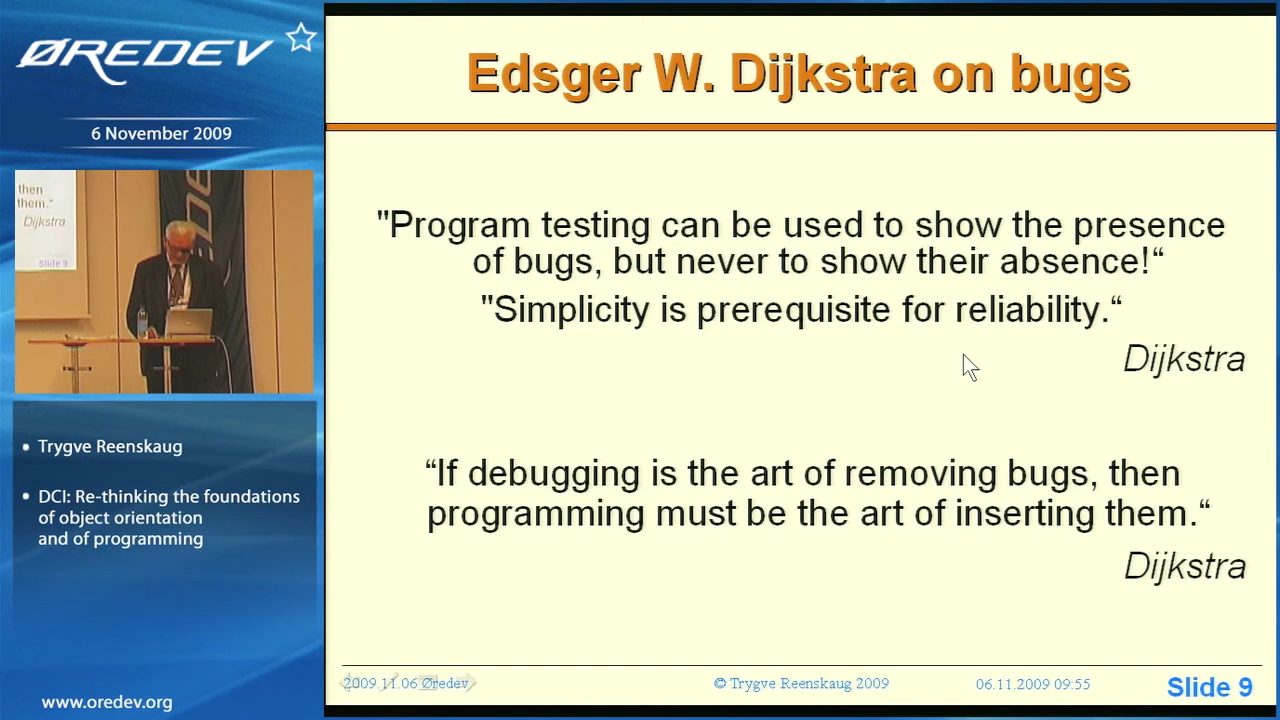 ØREDEV
6 November 2009
then
them.“
Dijkstra
Slide 9
• Trygve Reenskaug
• DCI: Re-thinking the foundations
of object orientation
and of programming
www.oredev.org
Edsger W. Dijkstra on bugs
"Program testing can be used to show the presence
of bugs, but never to show their absence!“
"Simplicity is prerequisite for reliability.“
Dijkstra
“If debugging is the art of removing bugs, then
programming must be the art of inserting them.“
Dijkstra
2009.11.06 Øredev
© Trygve Reenskaug 2009
06.11.2009 09:55
Slide 9